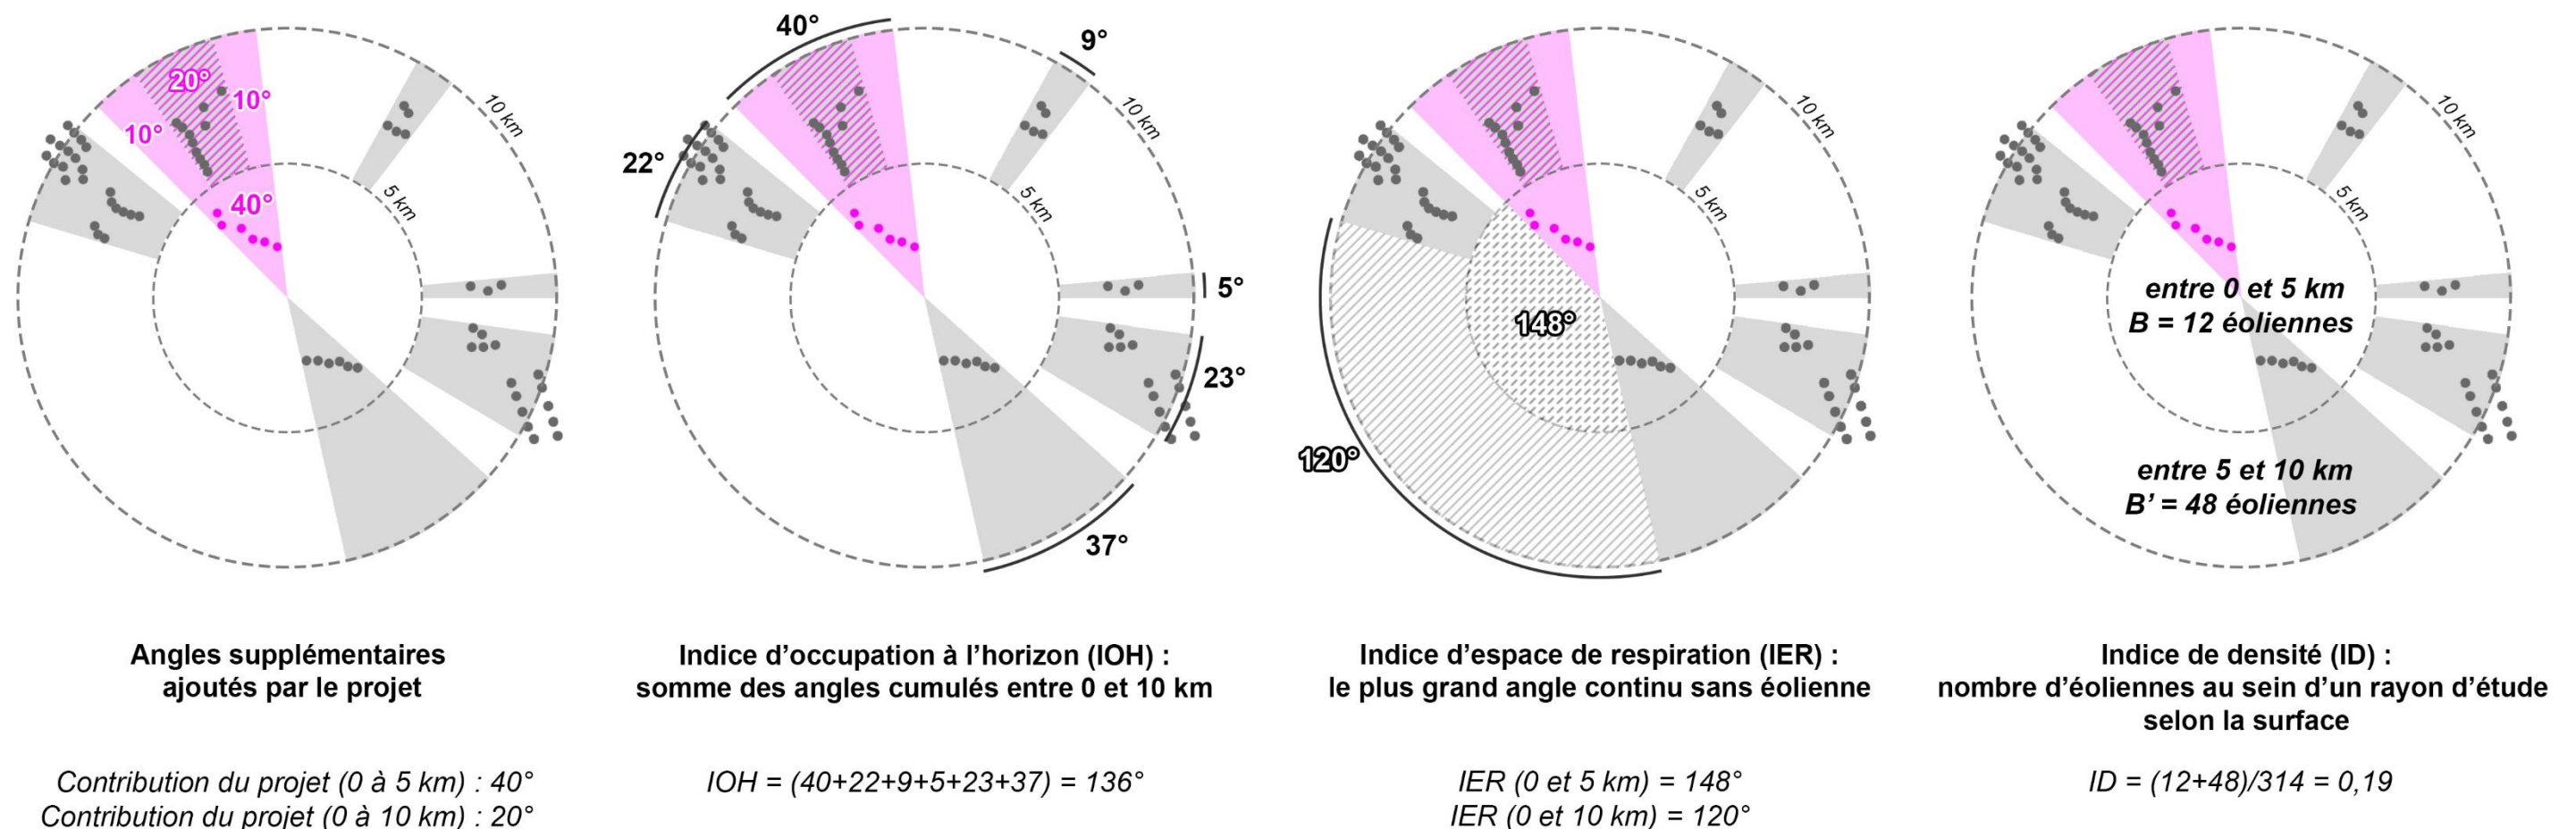 20°
10°
10°
40°
10 km
5 km
40°
9°
22°
10 km
5 km
5°
23°
37°
10 km
5 km
148°
120°
10 km
5 km
entre 0 et 5 km
B = 12 éoliennes
entre 5 et 10 km
B’ = 48 éoliennes
Angles supplémentaires
ajoutés par le projet
Contribution du projet (0 à 5 km) : 40°
Contribution du projet (0 à 10 km) : 20°
Indice d’occupation à l’horizon (IOH) :
somme des angles cumulés entre 0 et 10 km
IOH = (40+22+9+5+23+37) = 136°
Indice d’espace de respiration (IER) :
le plus grand angle continu sans éolienne
IER (0 et 5 km) = 148°
IER (0 et 10 km) = 120°
Indice de densité (ID) :
nombre d’éoliennes au sein d’un rayon d’étude
selon la surface
ID = (12+48)/314 = 0,19